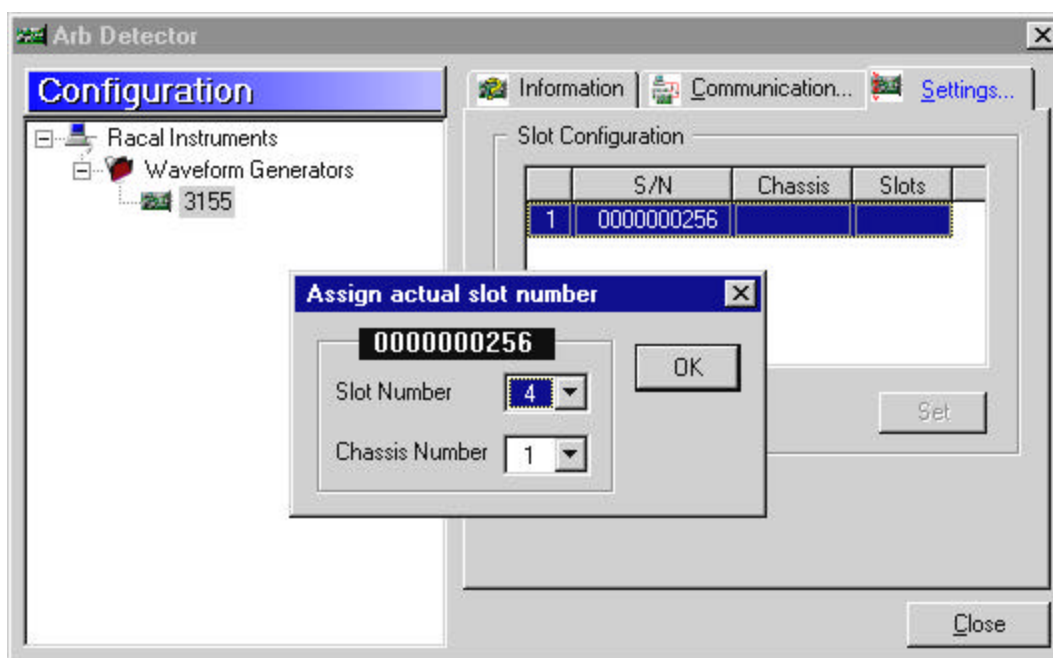 Arb Detector
Configuration
Racal Instruments
Waveform Generators
3155
Information
Communication...
Settings...
Slot Configuration
S/N Chassis Slots
1 0000000256
Assign actual slot number
0000000256
Slot Number 4
Chassis Number 1
OK
Set
Close